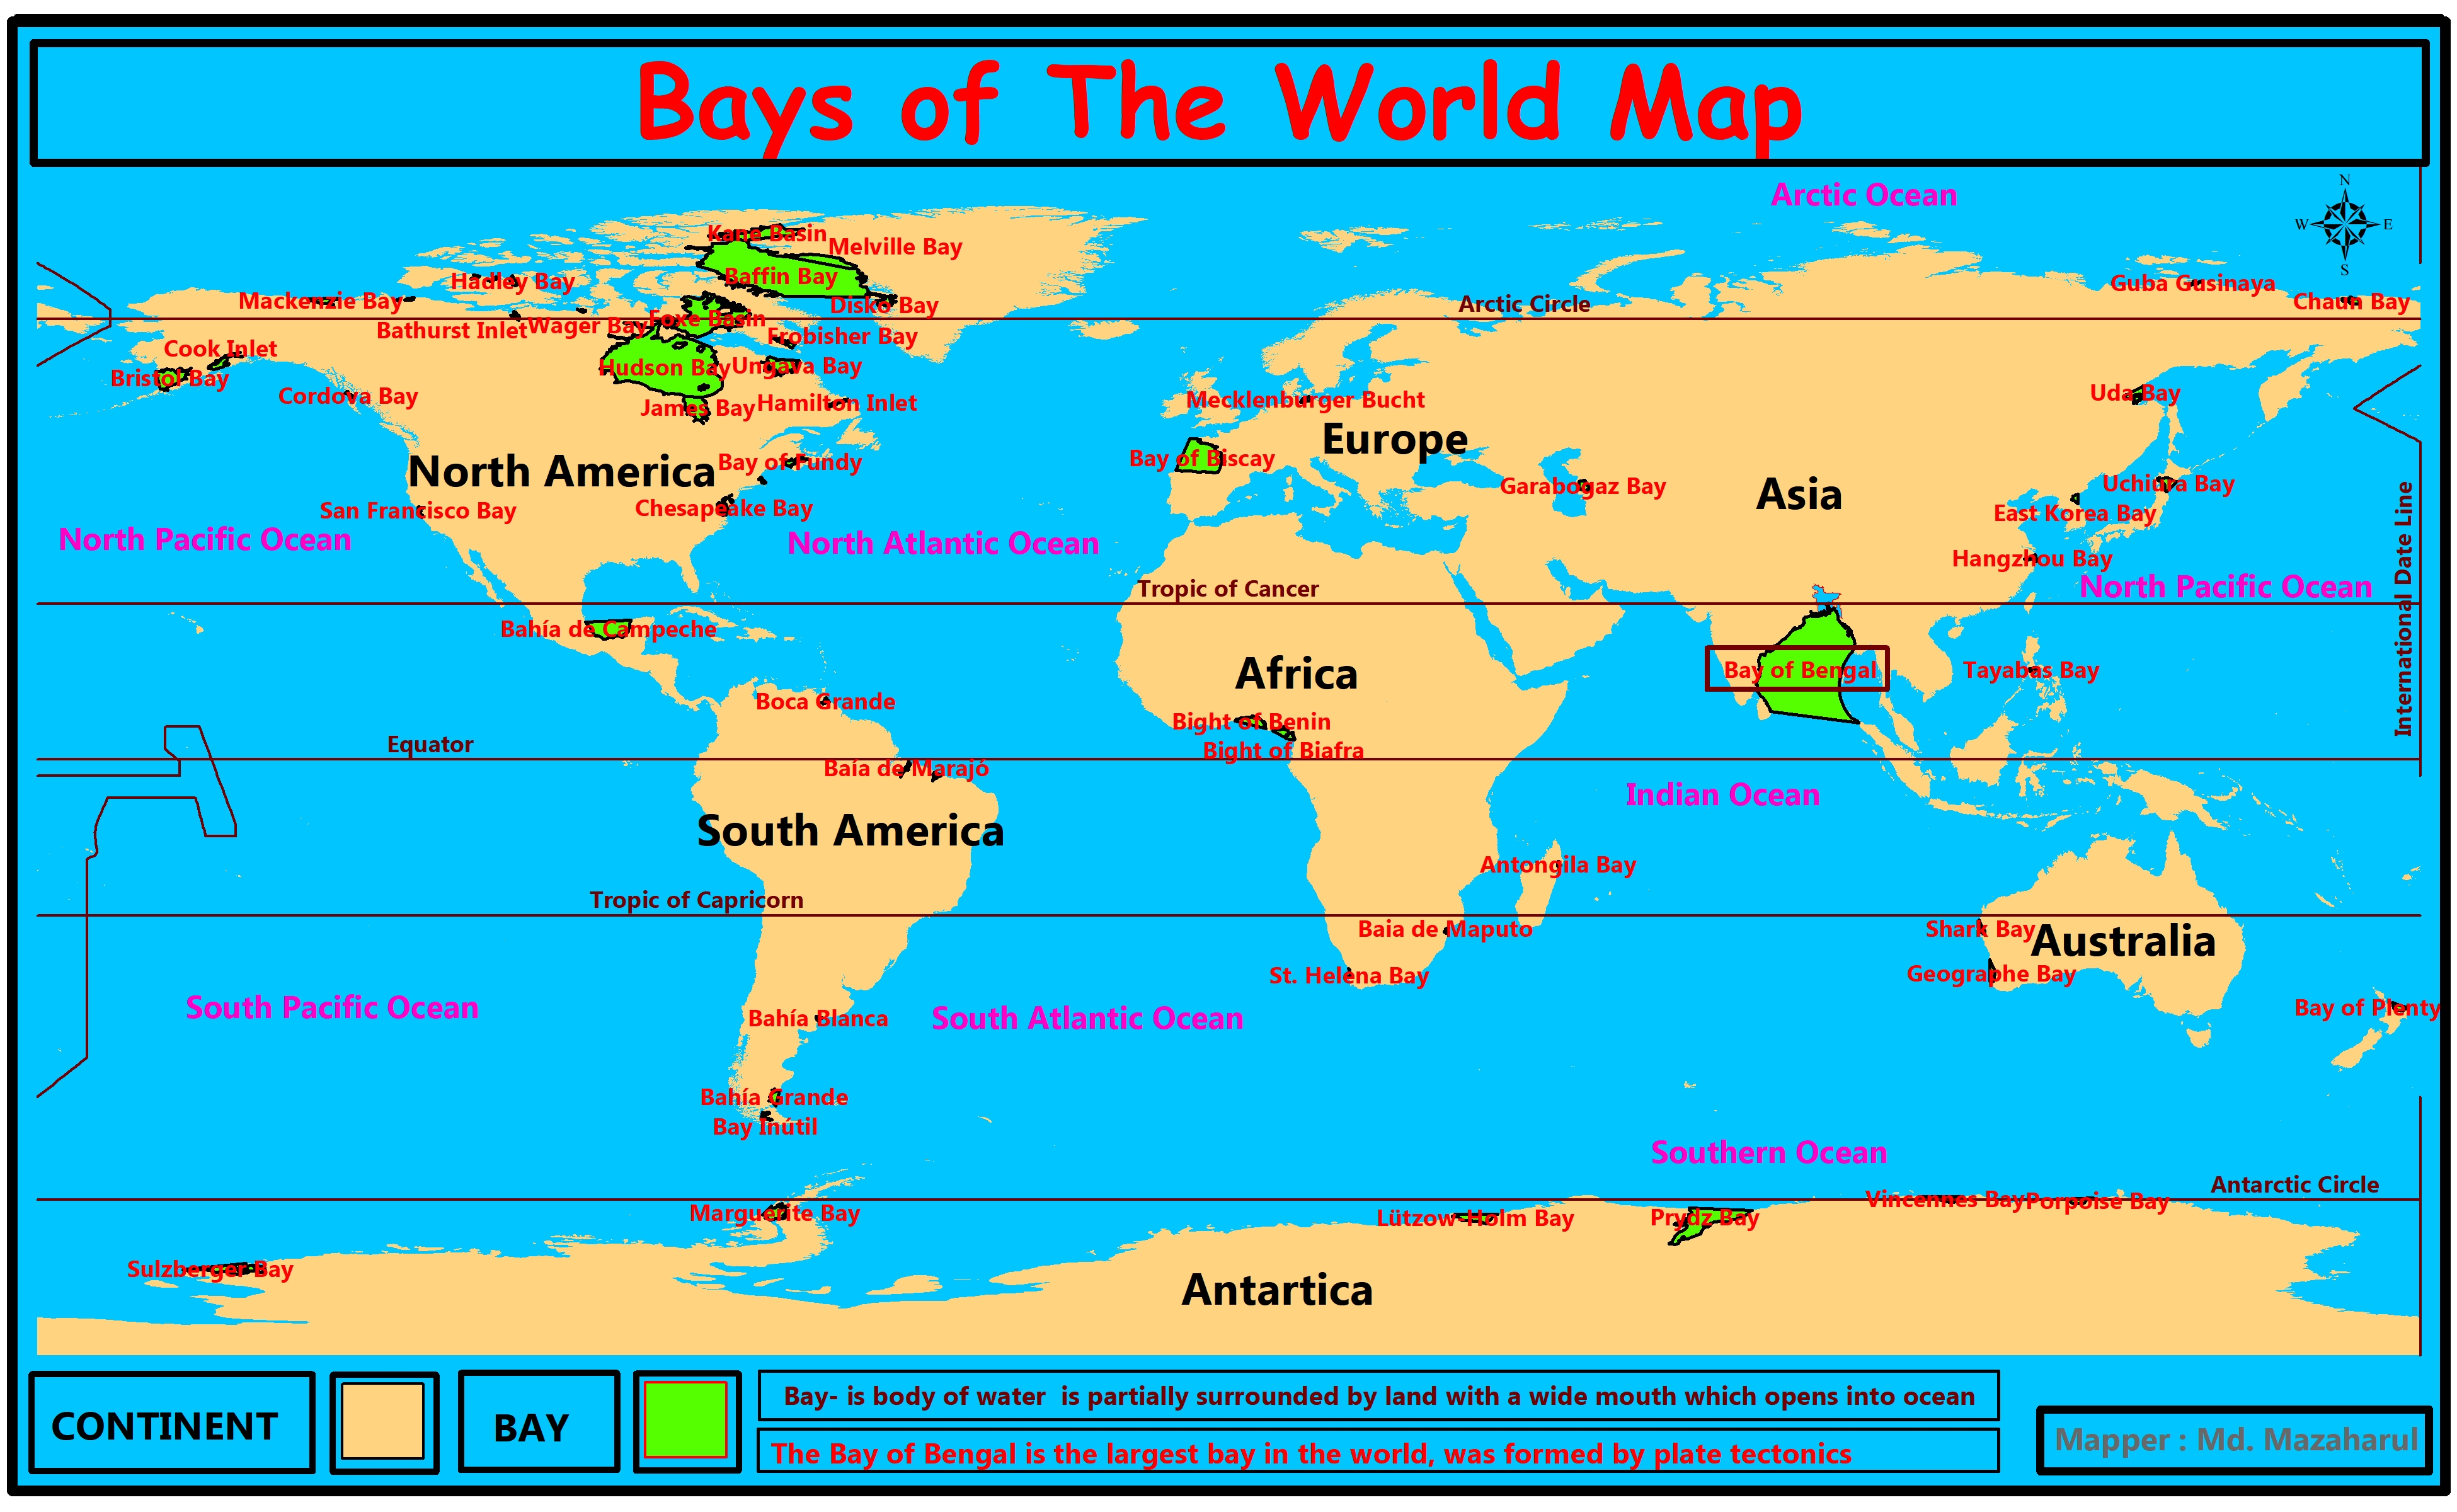 Bays of The World Map
Arctic Ocean
N
W
E
S
Kane Basin
Melville Bay
Baffin Bay
Hadley Bay
Guba Gusinaya
Mackenzie Bay
Disko Bay
Arctic Circle
Chaun Bay
Bathurst Inlet
Wager Bay
Foxe Basin
Frobisher Bay
Cook Inlet
Hudson Bay
Ungava Bay
Bristol Bay
Cordova Bay
James Bay
Hamilton Inlet
Mecklenburger Bucht
Uda Bay
Europe
North America
Bay of Fundy
Bay of Biscay
Garabogaz Bay
Asia
Uchiura Bay
San Francisco Bay
Chesapeake Bay
East Korea Bay
North Pacific Ocean
North Atlantic Ocean
Hangzhou Bay
North Pacific Ocean
International Date Line
Tropic of Cancer
Bahía de Campeche
Africa
Bay of Bengal
Tayabas Bay
Boca Grande
Bight of Benin
Equator
Bight of Biafra
Baía de Marajó
Indian Ocean
South America
Antongila Bay
Tropic of Capricorn
Baia de Maputo
Shark Bay
Australia
St. Helena Bay
Geographe Bay
South Pacific Ocean
Bahía Blanca
South Atlantic Ocean
Bay of Plenty
Bahía Grande
Bay Inútil
Southern Ocean
Antarctic Circle
Marguerite Bay
Lützow-Holm Bay
Prydz Bay
Vincennes Bay
Porpoise Bay
Sulzberger Bay
Antartica
CONTINENT
BAY
Bay- is body of water  is partially surrounded by land with a wide mouth which opens into ocean
The Bay of Bengal is the largest bay in the world, was formed by plate tectonics
Mapper : Md. Mazaharul